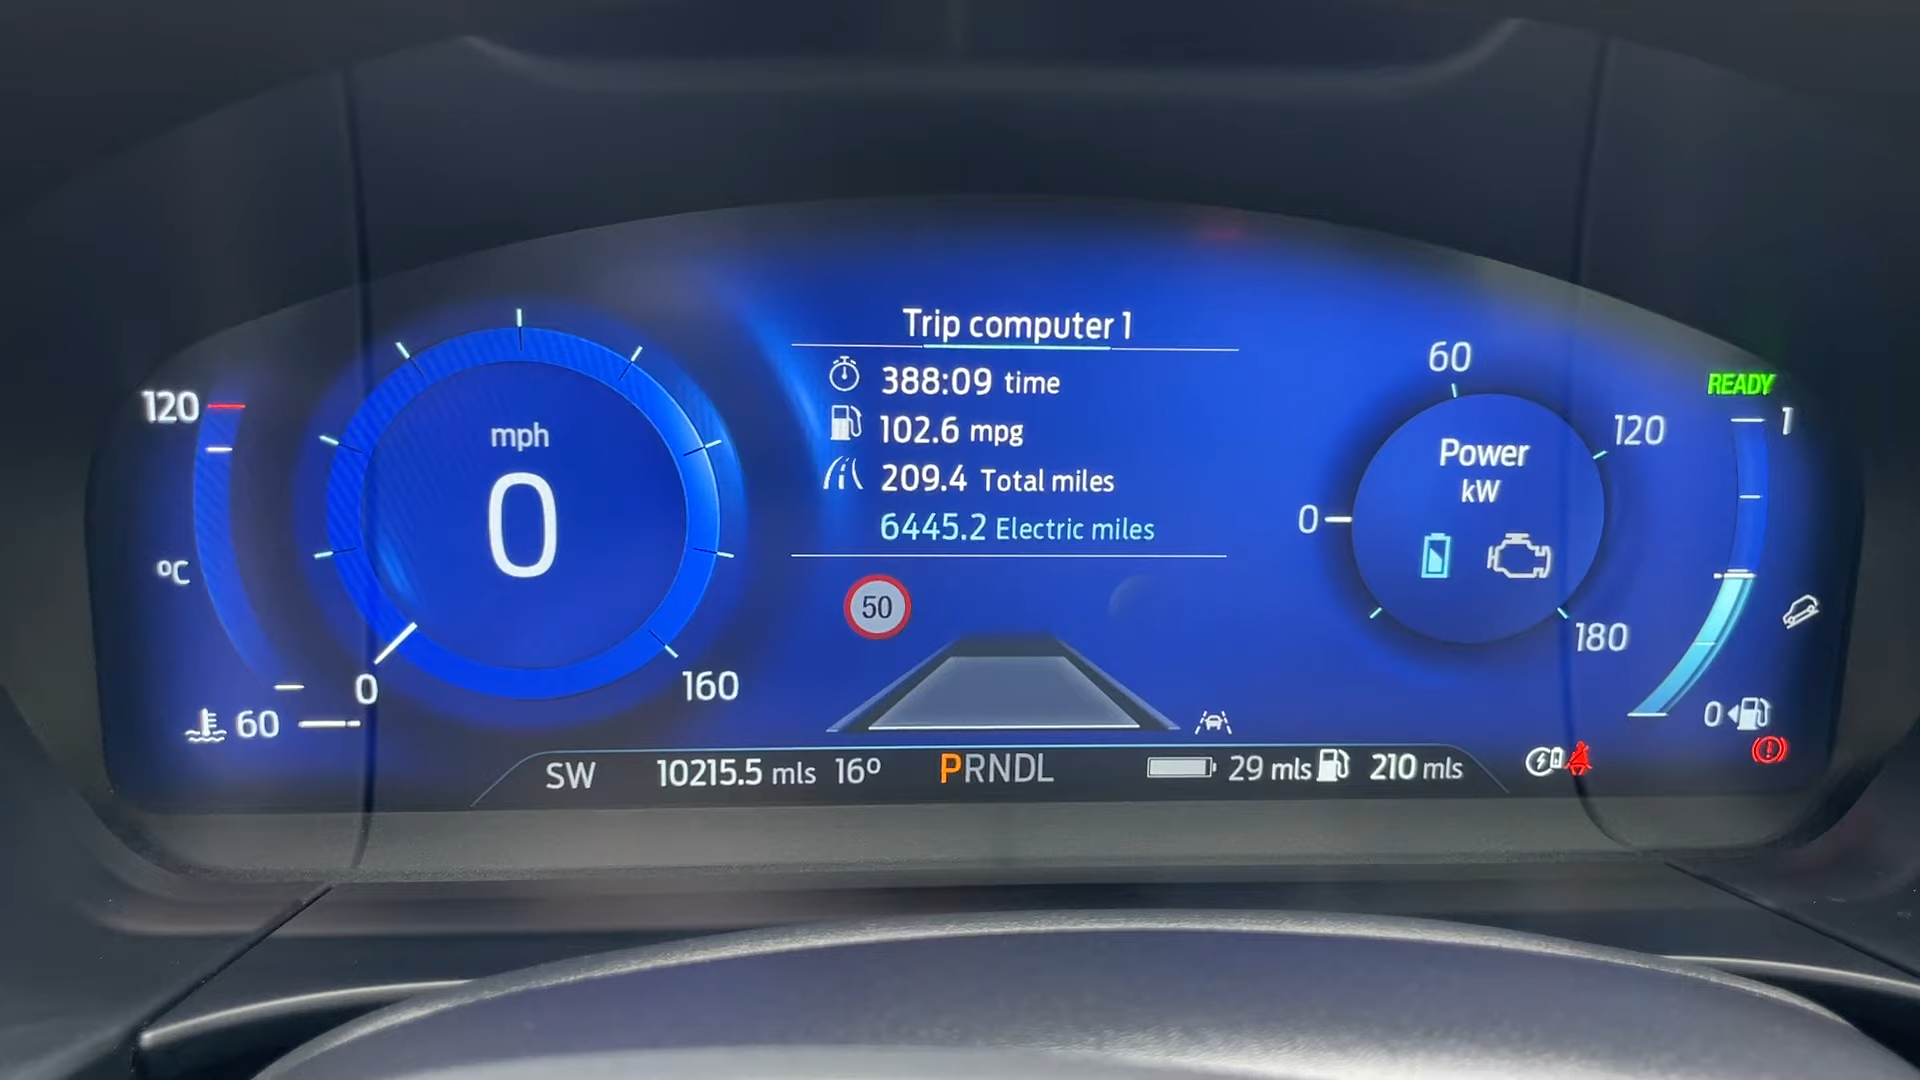 Trip computer 1
388:09 time
102.6 mpg
209.4 Total miles
6445.2 Electric miles
120
°C
60
mph
0
0
160
50
60
Power
kW
0
120
180
READY
1
0
SW 10215.5 mls 16° PRNDL 29 mls 210 mls